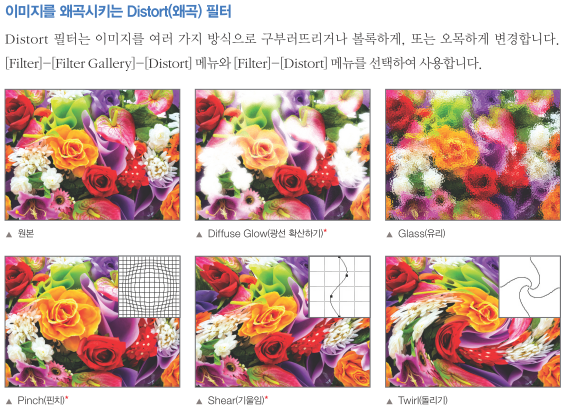 이미지를 왜곡시키는 Distort(왜곡) 필터
Distort 필터는 이미지를 여러 가지 방식으로 구부러뜨리거나 볼록하게, 또는 오목하게 변경합니다.
[Filter]-[Filter Gallery]-[Distort] 메뉴와 [Filter]-[Distort] 메뉴를 선택하여 사용합니다.
▲ 원본
▲ Diffuse Glow(광선 확산하기)*
▲ Glass(유리)
▲ Pinch(핀치)*
▲ Shear(기울임)*
▲ Twirl(돌리기)